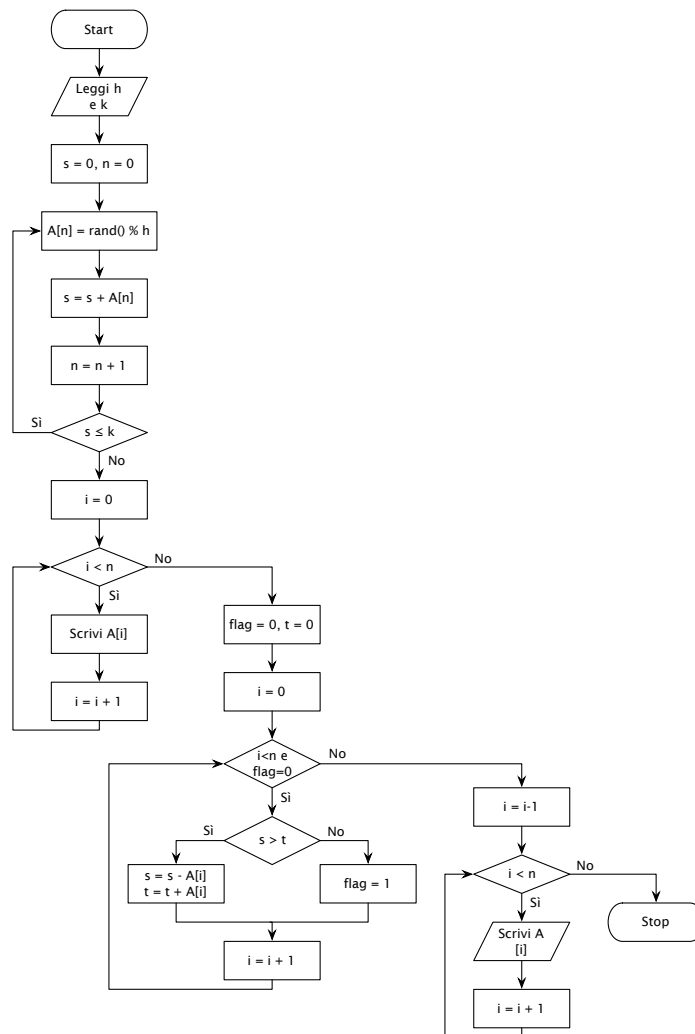 Start
Leggi h
e k
s = 0, n = 0
A[n] = rand() % h
s = s + A[n]
n = n + 1
Sì
s ≤ k
No
i = 0
i < n
No
Sì
Scrivi A[i]
i = i + 1
flag = 0, t = 0
i = 0
i<n e
flag=0
No
Sì
s > t
Sì
No
s = s - A[i]
t = t + A[i]
flag = 1
i = i + 1
i = i-1
i < n
No
Sì
Stop
Scrivi A
[i]
i = i + 1